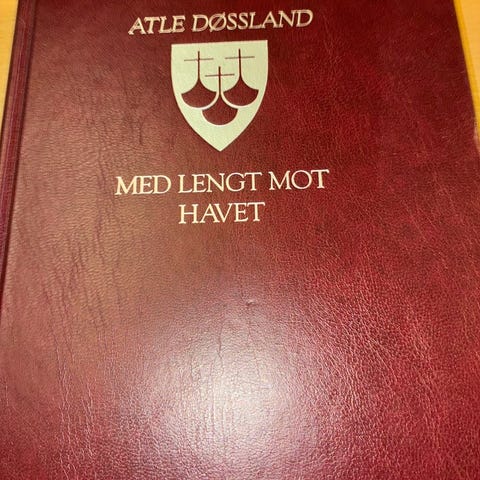 ATLE DØSSLAND
MED LENGT MOT
HAVET